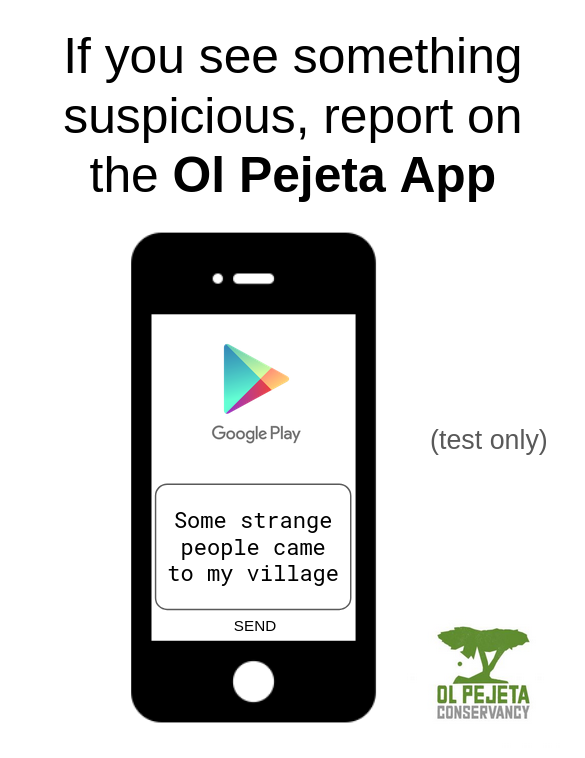 If you see something
suspicious, report on
the Ol Pejeta App
Google Play
(test only)
Some strange
people came
to my village
SEND
OL PEJETA
CONSERVANCY